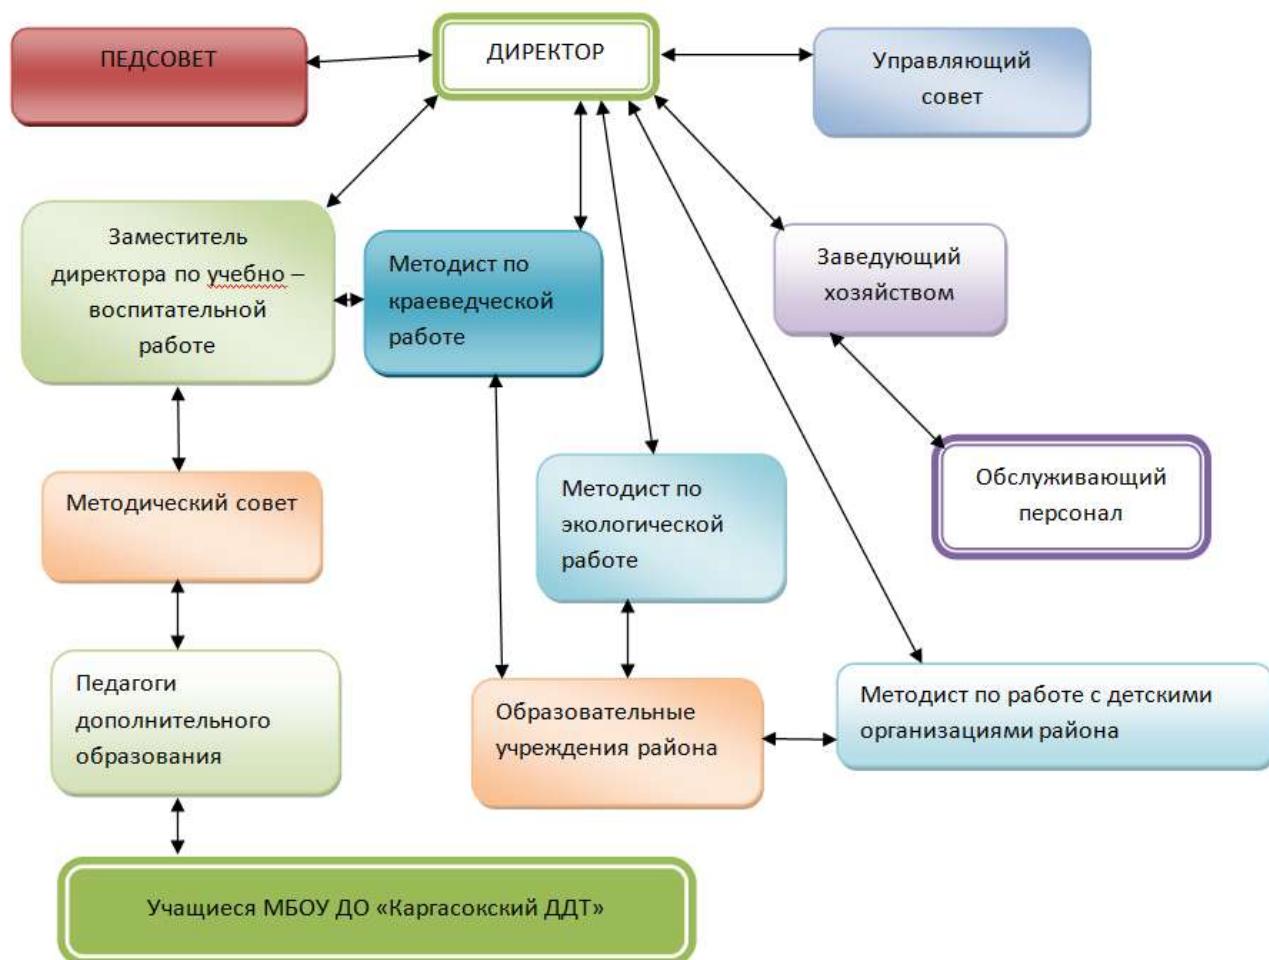 ПЕДСОВЕТ
ДИРЕКТОР
Управляющий
совет
Заместитель
директора по учебно –
воспитательной
работе
Методист по
краеведческой
работе
Заведующий
хозяйством
Методический совет
Методист по
экологической
работе
Обслуживающий
персонал
Педагоги
дополнительного
образования
Образовательные
учреждения района
Методист по работе с детскими
организациями района
Учащиеся МБОУ ДО «Каргасокский ДДТ»